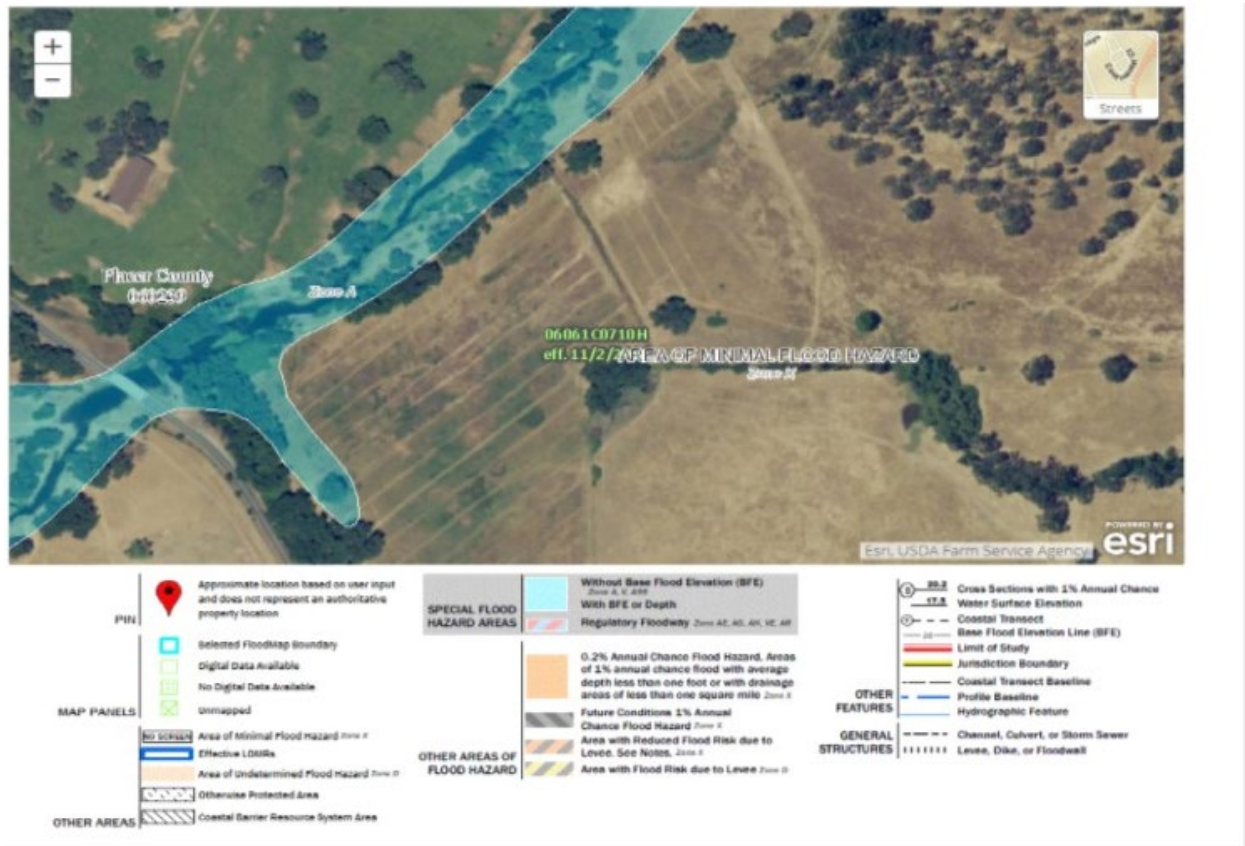 +
−
Streets
Placer County
060239
Zone A
06061C0710H
eff. 11/2/2
AREA OF MINIMAL FLOOD HAZARD
Zone X
POWERED BY
esri
Esri, USDA Farm Service Agency
PIN
Approximate location based on user input
and does not represent an authoritative
property location
MAP PANELS
Selected FloodMap Boundary
Digital Data Available
No Digital Data Available
Unmapped
OTHER AREAS
NO SCREEN Area of Minimal Flood Hazard Zone X
Effective LOMRs
Area of Undetermined Flood Hazard Zone D
Otherwise Protected Area
Coastal Barrier Resource System Area
SPECIAL FLOOD
HAZARD AREAS
Without Base Flood Elevation (BFE)
Zone A, V, A99
With BFE or Depth
Regulatory Floodway Zone AE, AO, AH, VE, AR
OTHER AREAS OF
FLOOD HAZARD
0.2% Annual Chance Flood Hazard, Areas
of 1% annual chance flood with average
depth less than one foot or with drainage
areas of less than one square mile Zone X
Future Conditions 1% Annual
Chance Flood Hazard Zone X
Area with Reduced Flood Risk due to
Levee. See Notes. Zone X
Area with Flood Risk due to Levee Zone D
OTHER
FEATURES
20.2 Cross Sections with 1% Annual Chance
17.5 Water Surface Elevation
Coastal Transect
Base Flood Elevation Line (BFE)
Limit of Study
Jurisdiction Boundary
Coastal Transect Baseline
Profile Baseline
Hydrographic Feature
GENERAL
STRUCTURES
Channel, Culvert, or Storm Sewer
Levee, Dike, or Floodwall